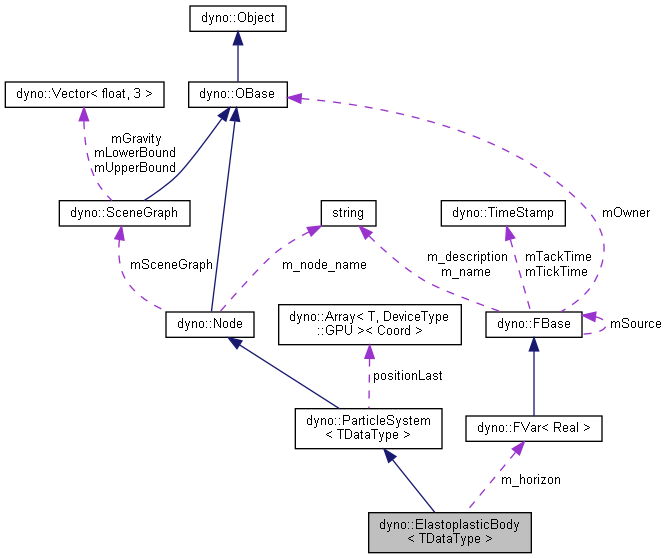 dyno::Object
dyno::Vector< float, 3 >
dyno::OBase
mGravity
mLowerBound
mUpperBound
mOwner
dyno::SceneGraph
string
dyno::TimeStamp
mSceneGraph
m_node_name
m_description
m_name
mTackTime
mTickTime
dyno::Node
dyno::Array< T, DeviceType
::GPU >< Coord >
dyno::FBase
mSource
positionLast
dyno::ParticleSystem
< TDataType >
dyno::FVar< Real >
m_horizon
dyno::ElastoplasticBody
< TDataType >